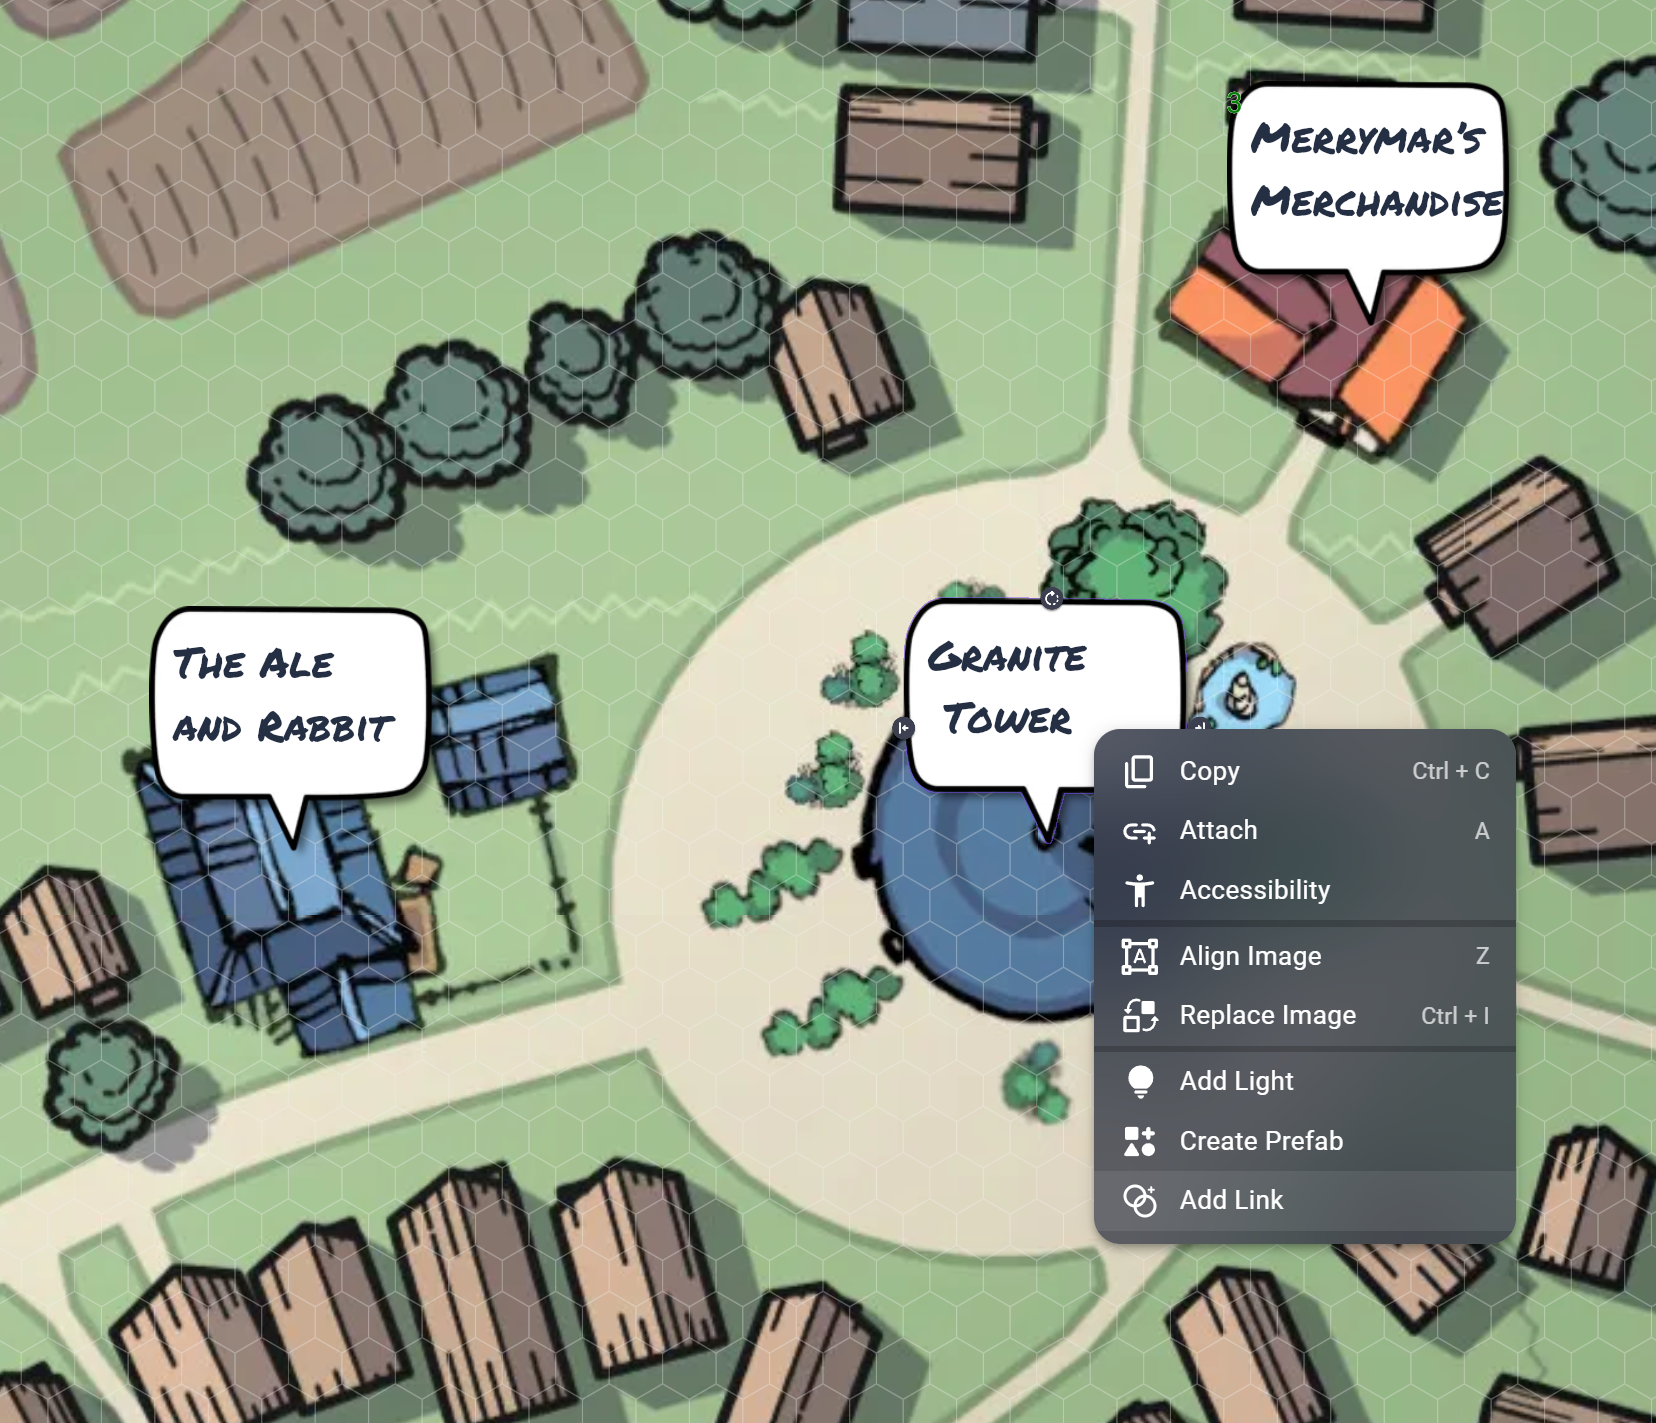 3
Merrymar's
Merchandise
The Ale
and Rabbit
Granite
Tower
Copy Ctrl + C
Attach A
Accessibility
Align Image Z
Replace Image Ctrl + I
Add Light
Create Prefab
Add Link